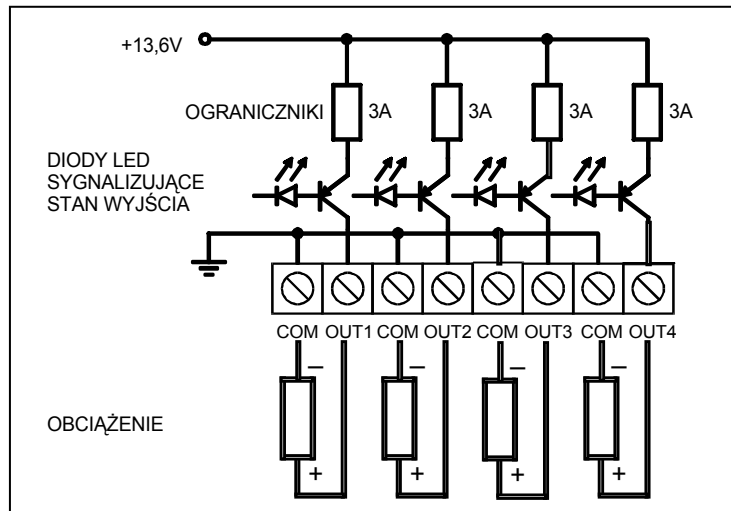 +13,6V
OGRANICZNIKI 3A 3A 3A 3A
DIODY LED
SYGNALIZUJĄCE
STAN WYJŚCIA
COM OUT1 COM OUT2 COM OUT3 COM OUT4
– – – –
OBCIĄŻENIE
+ + + +